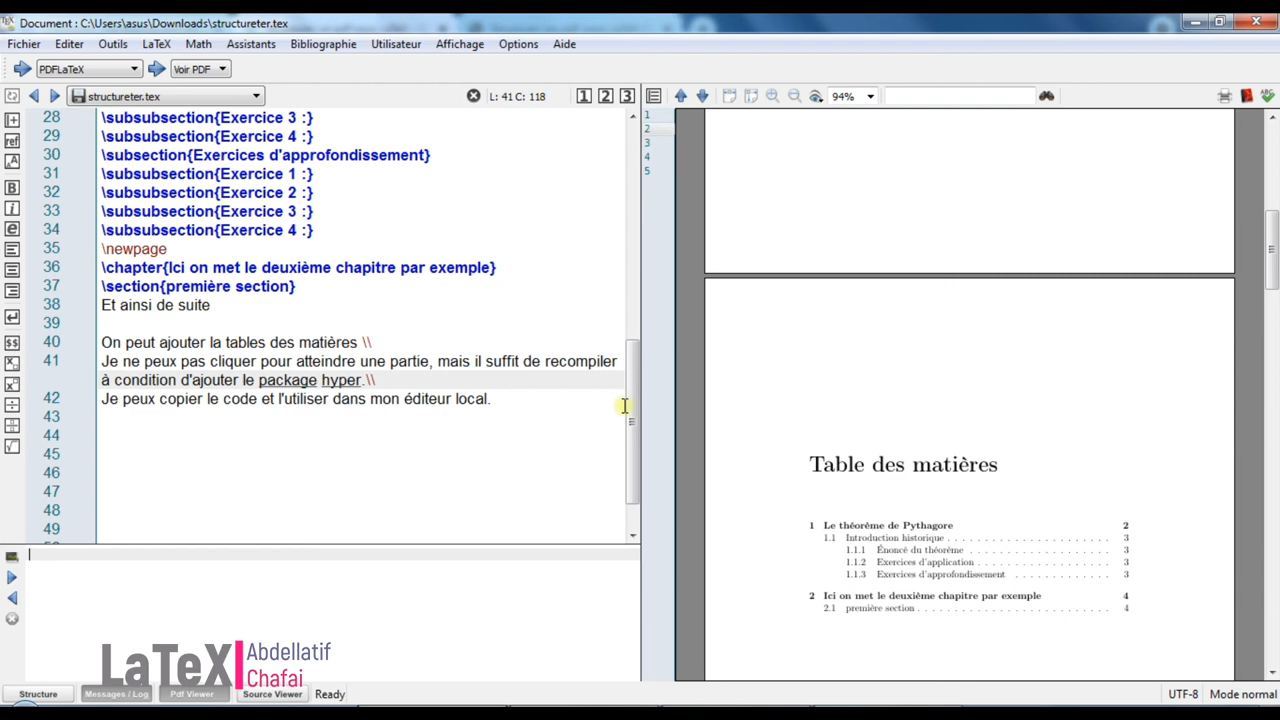 Document : C:\Users\asus\Downloads\structureter.tex
Fichier Editer Outils LaTeX Math Assistants Bibliographie Utilisateur Affichage Options Aide
PDFLaTeX Voir PDF
structureter.tex L: 41 C: 118 1 2 3 94%
28 \subsubsection{Exercice 3 :}
29 \subsubsection{Exercice 4 :}
30 \subsection{Exercices d'approfondissement}
31 \subsubsection{Exercice 1 :}
32 \subsubsection{Exercice 2 :}
33 \subsubsection{Exercice 3 :}
34 \subsubsection{Exercice 4 :}
35 \newpage
36 \chapter{Ici on met le deuxième chapitre par exemple}
37 \section{première section}
38 Et ainsi de suite
39
40 On peut ajouter la tables des matières \\
41 Je ne peux pas cliquer pour atteindre une partie, mais il suffit de recompiler
à condition d'ajouter le package hyper.\\
42 Je peux copier le code et l'utiliser dans mon éditeur local.
43
44
45
46
47
48
49
1
2
3
4
5
Table des matières
1 Le théorème de Pythagore 2
1.1 Introduction historique . . . . . . . . . . . . . . . . . . . . . . 3
1.1.1 Énoncé du théorème . . . . . . . . . . . . . . . . . . . 3
1.1.2 Exercices d'application . . . . . . . . . . . . . . . . . . 3
1.1.3 Exercices d'approfondissement . . . . . . . . . . . . . 3
2 Ici on met le deuxième chapitre par exemple 4
2.1 première section . . . . . . . . . . . . . . . . . . . . . . . . . 4
LaTeX Abdellatif
Chafai
Structure Messages / Log Pdf Viewer Source Viewer Ready UTF-8 Mode normal